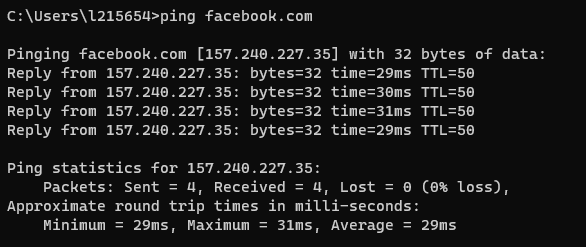 C:\Users\l215654>ping facebook.com
Pinging facebook.com [157.240.227.35] with 32 bytes of data:
Reply from 157.240.227.35: bytes=32 time=29ms TTL=50
Reply from 157.240.227.35: bytes=32 time=30ms TTL=50
Reply from 157.240.227.35: bytes=32 time=31ms TTL=50
Reply from 157.240.227.35: bytes=32 time=29ms TTL=50
Ping statistics for 157.240.227.35:
    Packets: Sent = 4, Received = 4, Lost = 0 (0% loss),
Approximate round trip times in milli-seconds:
    Minimum = 29ms, Maximum = 31ms, Average = 29ms